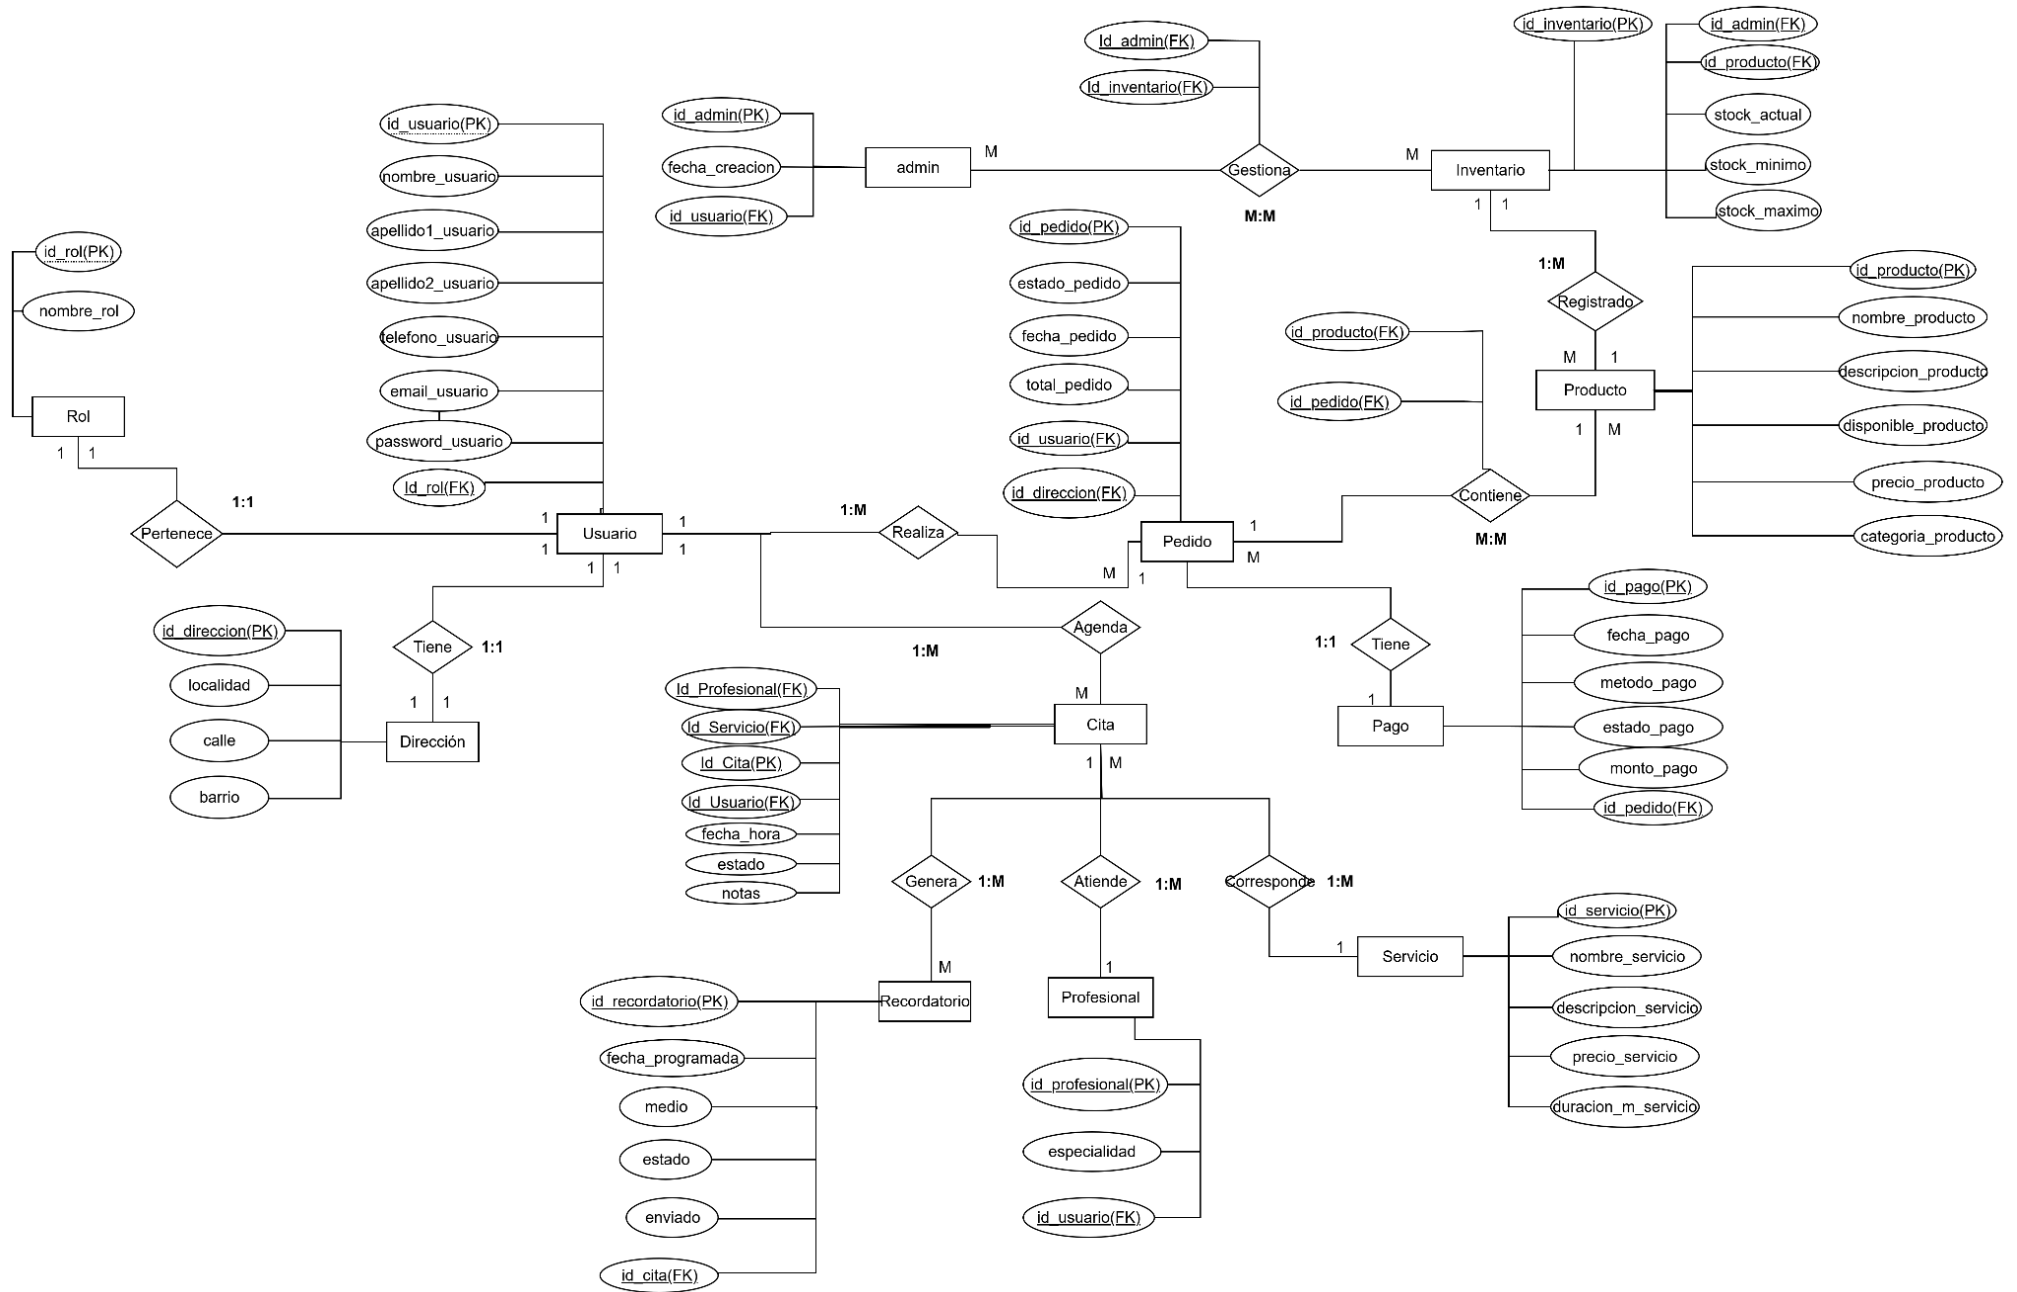 id_inventario(PK)
id_admin(FK)
id_producto(FK)
stock_actual
stock_minimo
stock_maximo
Id_admin(FK)
Id_inventario(FK)
id_admin(PK)
fecha_creacion
id_usuario(FK)
admin
M
Gestiona
M:M
M
Inventario
1 1
id_usuario(PK)
nombre_usuario
apellido1_usuario
apellido2_usuario
telefono_usuario
email_usuario
password_usuario
Id_rol(FK)
id_rol(PK)
nombre_rol
Rol
1 1
Pertenece
1:1
1
1
Usuario
1
1
1 1
id_pedido(PK)
estado_pedido
fecha_pedido
total_pedido
id_usuario(FK)
id_direccion(FK)
1:M
Realiza
M 1
Pedido
1
M
id_producto(FK)
id_pedido(FK)
Contiene
M:M
1:M
Registrado
M 1
Producto
1 M
id_producto(PK)
nombre_producto
descripcion_producto
disponible_producto
precio_producto
categoria_producto
id_direccion(PK)
localidad
calle
barrio
Tiene
1:1
1 1
Dirección
Agenda
1:M
M
Cita
1 M
Id_Profesional(FK)
Id_Servicio(FK)
Id_Cita(PK)
Id_Usuario(FK)
fecha_hora
estado
notas
1:1
Tiene
1
Pago
id_pago(PK)
fecha_pago
metodo_pago
estado_pago
monto_pago
id_pedido(FK)
Genera
1:M
Atiende
1:M
Corresponde
1:M
M
Recordatorio
1
Profesional
1
Servicio
id_servicio(PK)
nombre_servicio
descripcion_servicio
precio_servicio
duracion_m_servicio
id_recordatorio(PK)
fecha_programada
medio
estado
enviado
id_cita(FK)
id_profesional(PK)
especialidad
id_usuario(FK)